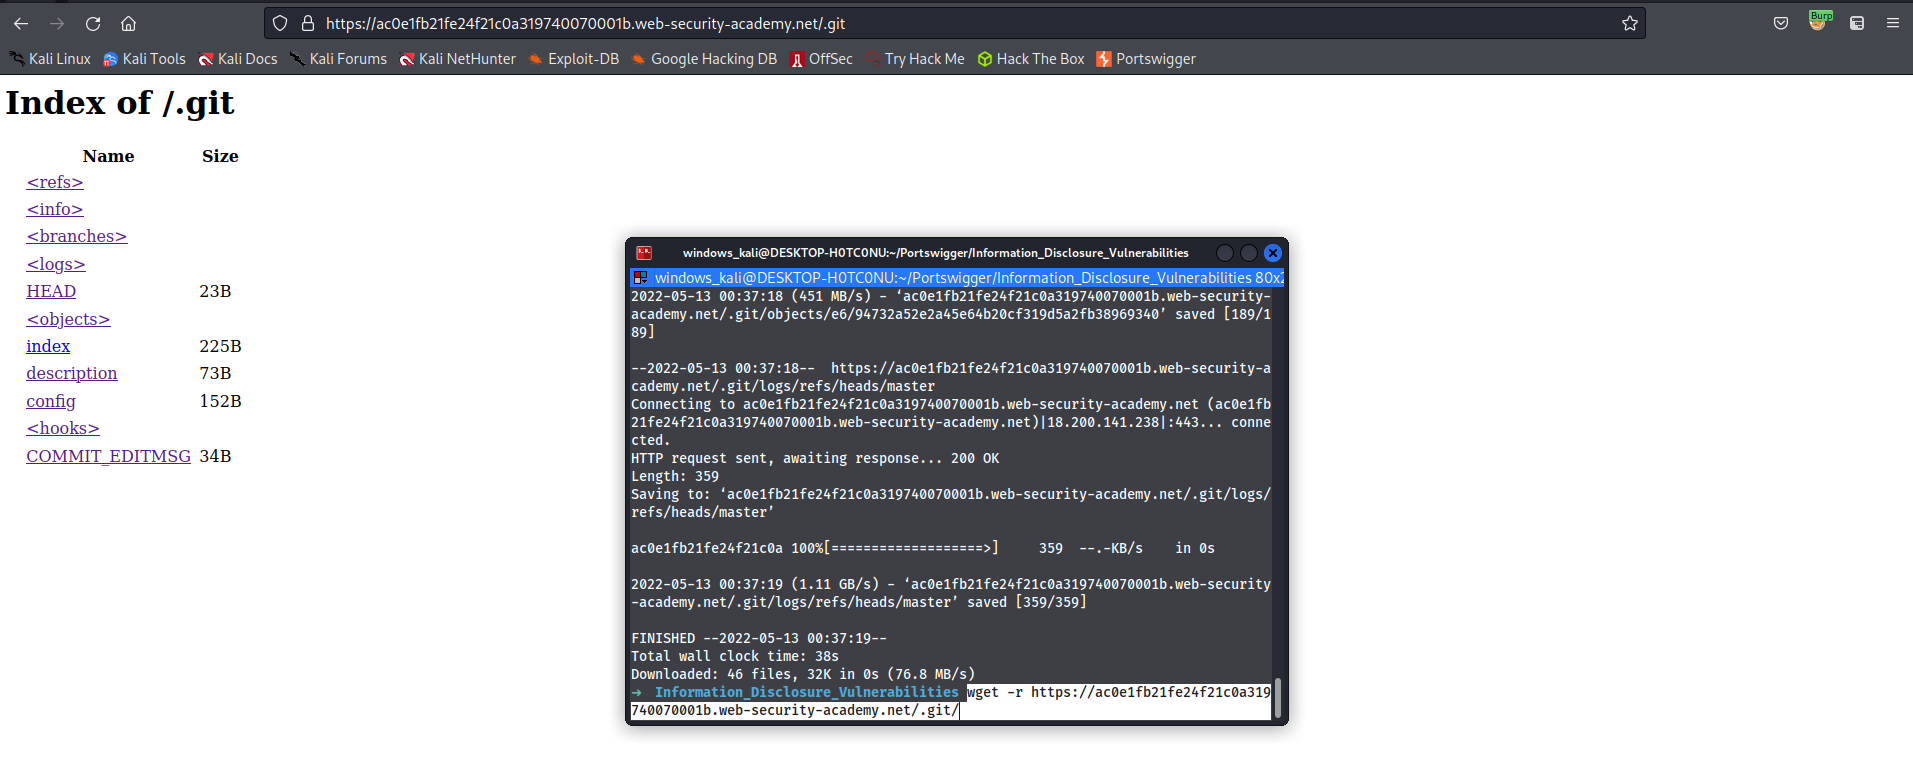 https://ac0e1fb21fe24f21c0a319740070001b.web-security-academy.net/.git
Burp
Kali Linux Kali Tools Kali Docs Kali Forums Kali NetHunter Exploit-DB Google Hacking DB OffSec Try Hack Me Hack The Box Portswigger
Index of /.git
Name Size
<refs>
<info>
<branches>
<logs>
HEAD 23B
<objects>
index 225B
description 73B
config 152B
<hooks>
COMMIT_EDITMSG 34B
windows_kali@DESKTOP-H0TC0NU:~/Portswigger/Information_Disclosure_Vulnerabilities
windows_kali@DESKTOP-H0TC0NU:~/Portswigger/Information_Disclosure_Vulnerabilities 80x2
2022-05-13 00:37:18 (451 MB/s) - ‘ac0e1fb21fe24f21c0a319740070001b.web-security-
academy.net/.git/objects/e6/94732a52e2a45e64b20cf319d5a2fb38969340’ saved [189/1
89]
--2022-05-13 00:37:18--  https://ac0e1fb21fe24f21c0a319740070001b.web-security-a
cademy.net/.git/logs/refs/heads/master
Connecting to ac0e1fb21fe24f21c0a319740070001b.web-security-academy.net (ac0e1fb
21fe24f21c0a319740070001b.web-security-academy.net)|18.200.141.238|:443... conne
cted.
HTTP request sent, awaiting response... 200 OK
Length: 359
Saving to: ‘ac0e1fb21fe24f21c0a319740070001b.web-security-academy.net/.git/logs/
refs/heads/master’
ac0e1fb21fe24f21c0a 100%[===================>]     359  --.-KB/s    in 0s
2022-05-13 00:37:19 (1.11 GB/s) - ‘ac0e1fb21fe24f21c0a319740070001b.web-security
-academy.net/.git/logs/refs/heads/master’ saved [359/359]
FINISHED --2022-05-13 00:37:19--
Total wall clock time: 38s
Downloaded: 46 files, 32K in 0s (76.8 MB/s)
➜  Information_Disclosure_Vulnerabilities wget -r https://ac0e1fb21fe24f21c0a319
740070001b.web-security-academy.net/.git/